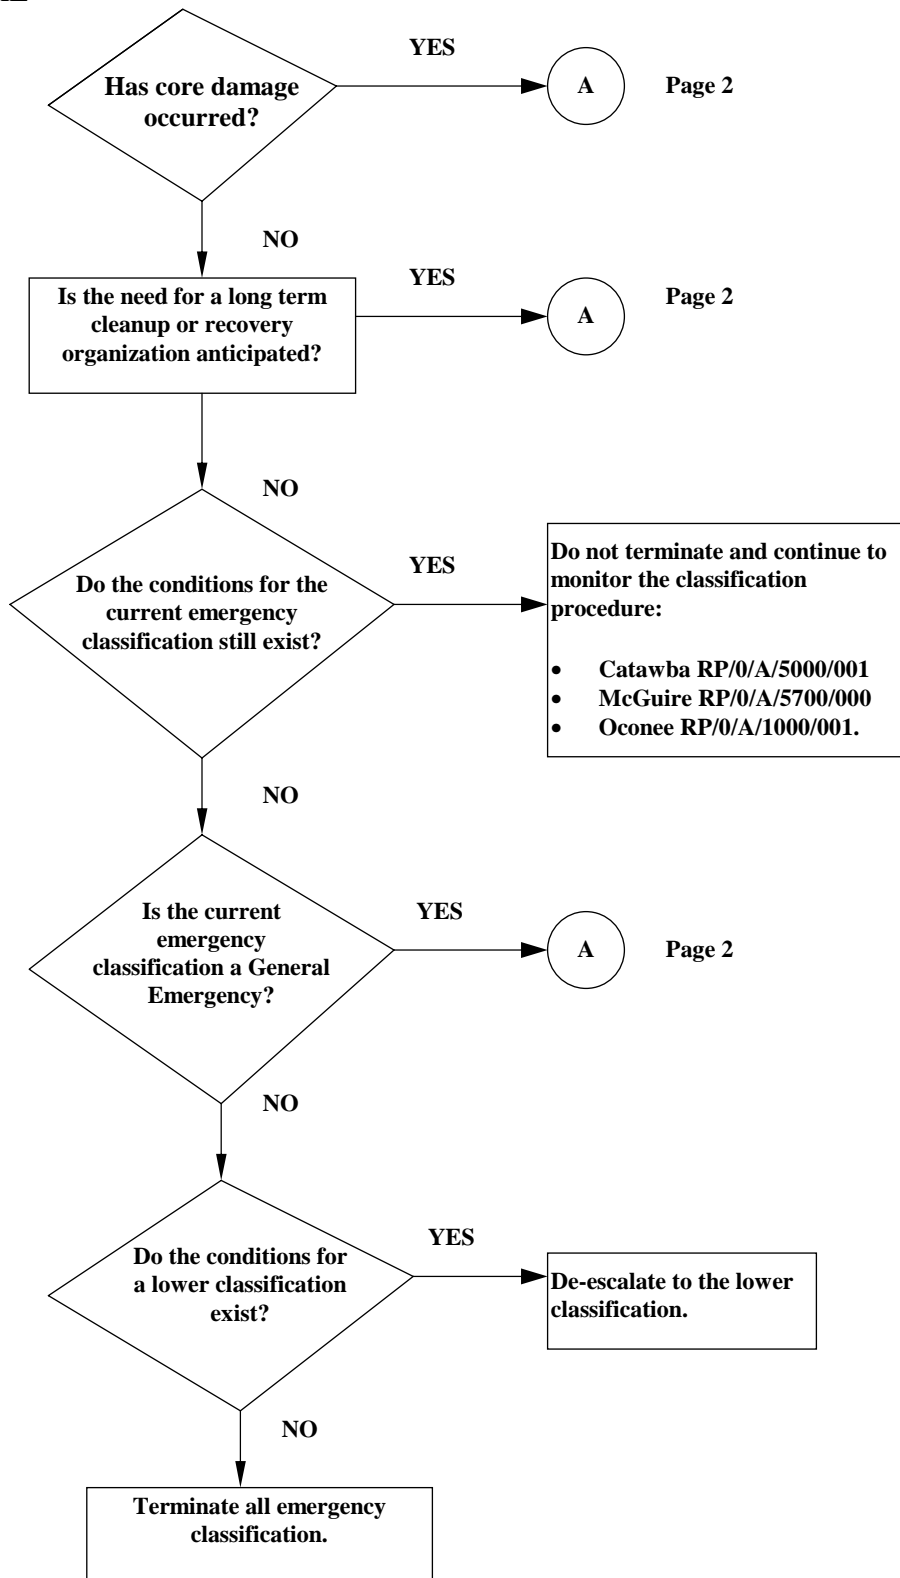 YES
Has core damage
occurred?
A
Page 2
NO
YES
Is the need for a long term
cleanup or recovery
organization anticipated?
A
Page 2
NO
YES
Do the conditions for the
current emergency
classification still exist?
Do not terminate and continue to
monitor the classification
procedure:
• Catawba RP/0/A/5000/001
• McGuire RP/0/A/5700/000
• Oconee RP/0/A/1000/001.
NO
YES
Is the current
emergency
classification a General
Emergency?
A
Page 2
NO
YES
Do the conditions for
a lower classification
exist?
De-escalate to the lower
classification.
NO
Terminate all emergency
classification.